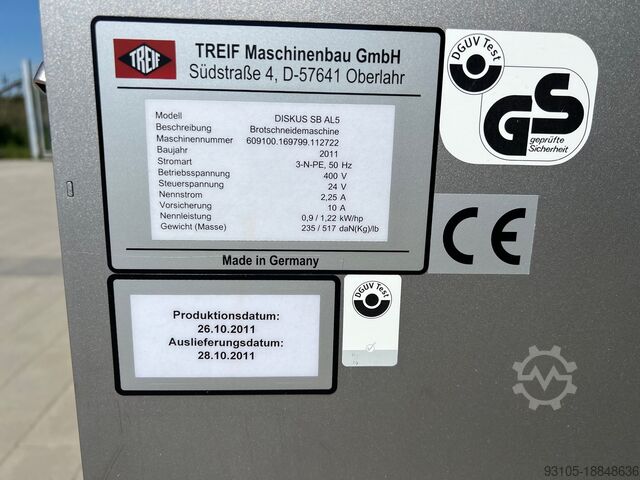 TREIF
TREIF Maschinenbau GmbH
Südstraße 4, D-57641 Oberlahr
Modell DISKUS SB AL5
Beschreibung Brotschneidemaschine
Maschinennummer 609100.169799.112722
Baujahr 2011
Stromart 3-N-PE, 50 Hz
Betriebsspannung 400 V
Steuerspannung 24 V
Nennstrom 2,25 A
Vorsicherung 10 A
Nennleistung 0,9 / 1,22 kW/hp
Gewicht (Masse) 235 / 517 daN(Kg)/lb
Made in Germany
DGUV Test
GS
geprüfte
Sicherheit
CE
Produktionsdatum:
26.10.2011
Auslieferungsdatum:
28.10.2011
DGUV Test
93105-18848636